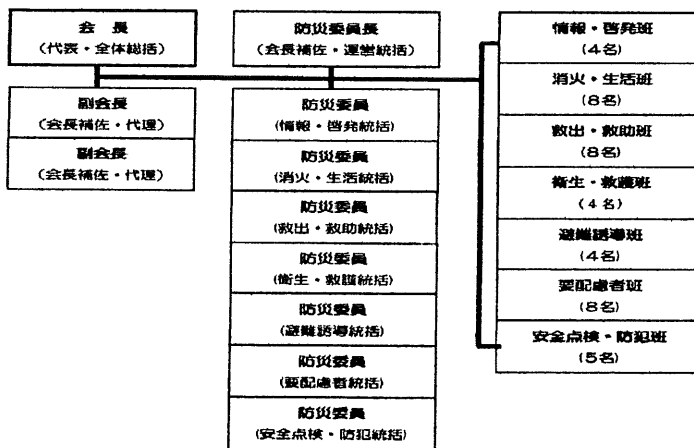 会 長
(代表・全体総括)
副会長
(会長補佐・代理)
副会長
(会長補佐・代理)
防災委員長
(会長補佐・運営統括)
防災委員
(情報・啓発統括)
防災委員
(消火・生活統括)
防災委員
(救出・救助統括)
防災委員
(衛生・救護統括)
防災委員
(避難誘導統括)
防災委員
(要配慮者統括)
防災委員
(安全点検・防犯統括)
情報・啓発班
(4名)
消火・生活班
(8名)
救出・救助班
(8名)
衛生・救護班
(4名)
避難誘導班
(4名)
要配慮者班
(8名)
安全点検・防犯班
(5名)